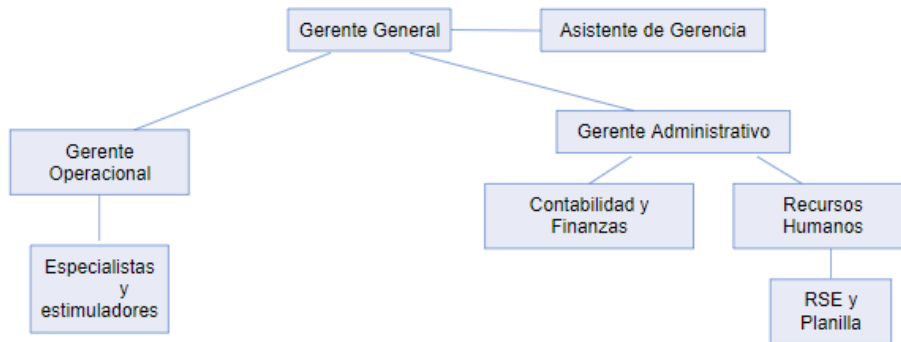 Gerente General
Asistente de Gerencia
Gerente
Operacional
Gerente Administrativo
Contabilidad y
Finanzas
Recursos
Humanos
Especialistas
y
estimuladores
RSE y
Planilla